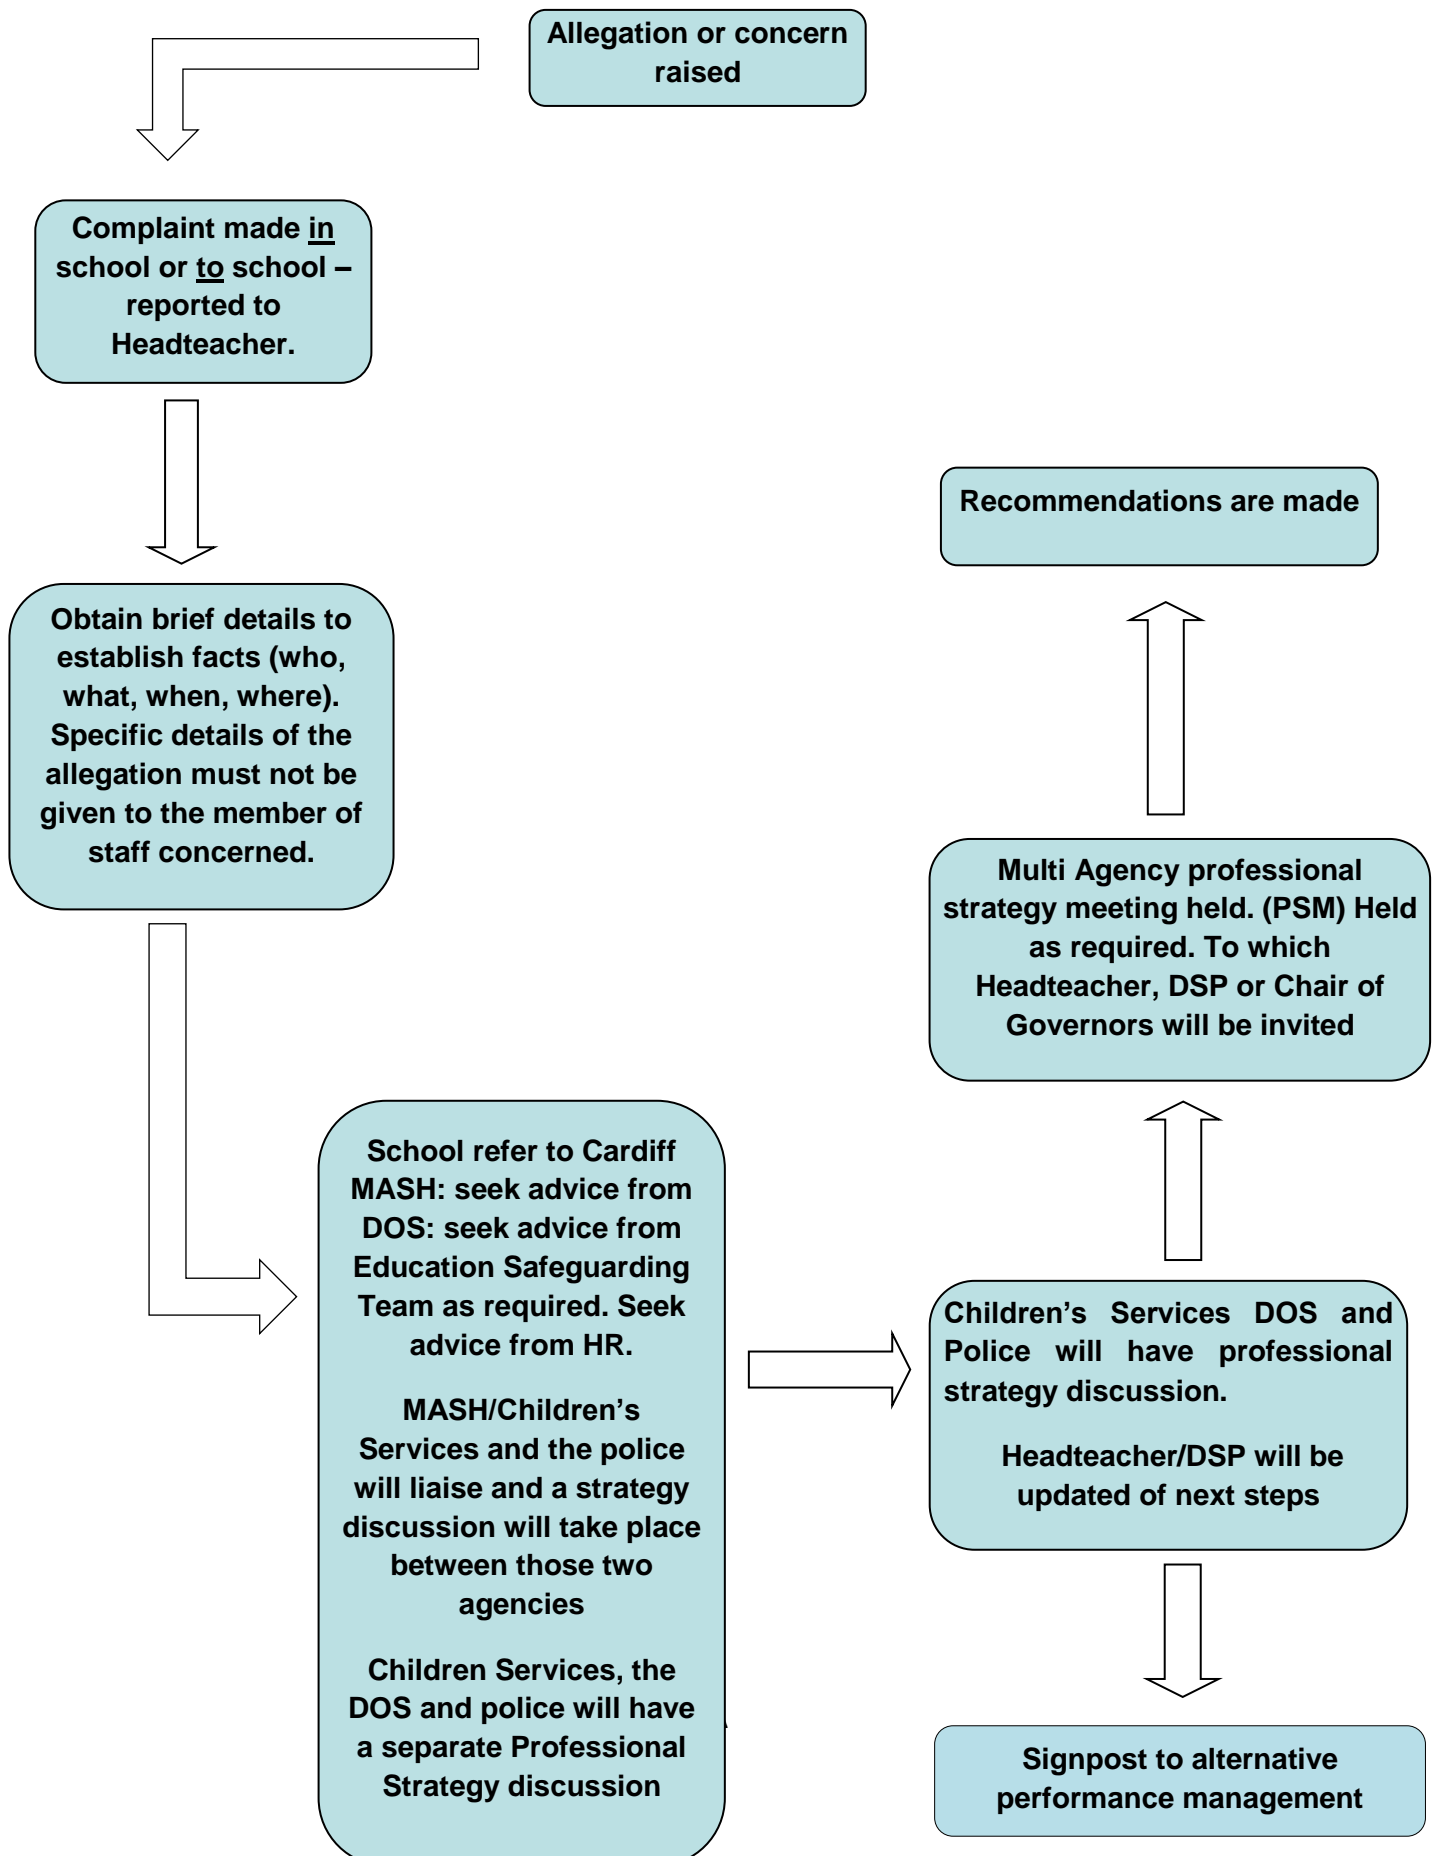 Allegation or concern
raised
Complaint made in
school or to school –
reported to
Headteacher.
Obtain brief details to
establish facts (who,
what, when, where).
Specific details of the
allegation must not be
given to the member of
staff concerned.
School refer to Cardiff
MASH: seek advice from
DOS: seek advice from
Education Safeguarding
Team as required. Seek
advice from HR.
MASH/Children’s
Services and the police
will liaise and a strategy
discussion will take place
between those two
agencies
Children Services, the
DOS and police will have
a separate Professional
Strategy discussion
Children’s Services DOS and
Police will have professional
strategy discussion.
Headteacher/DSP will be
updated of next steps
Multi Agency professional
strategy meeting held. (PSM) Held
as required. To which
Headteacher, DSP or Chair of
Governors will be invited
Recommendations are made
Signpost to alternative
performance management